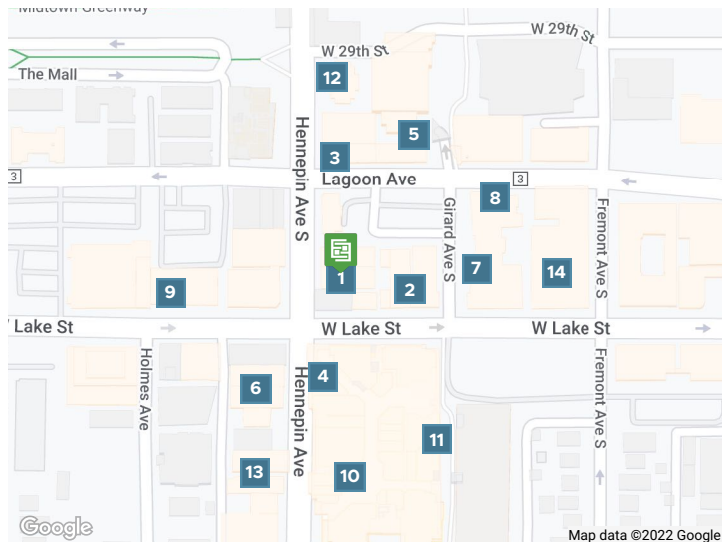 Midtown Greenway
W 29th St
W 29th St
The Mall
12
5
3
Hennepin Ave S
3
Lagoon Ave
3
8
Girard Ave S
Fremont Ave S
1
7
14
9
2
W Lake St
W Lake St
W Lake St
Holmes Ave
Hennepin Ave
Fremont Ave S
4
6
11
13
10
Google
Map data ©2022 Google